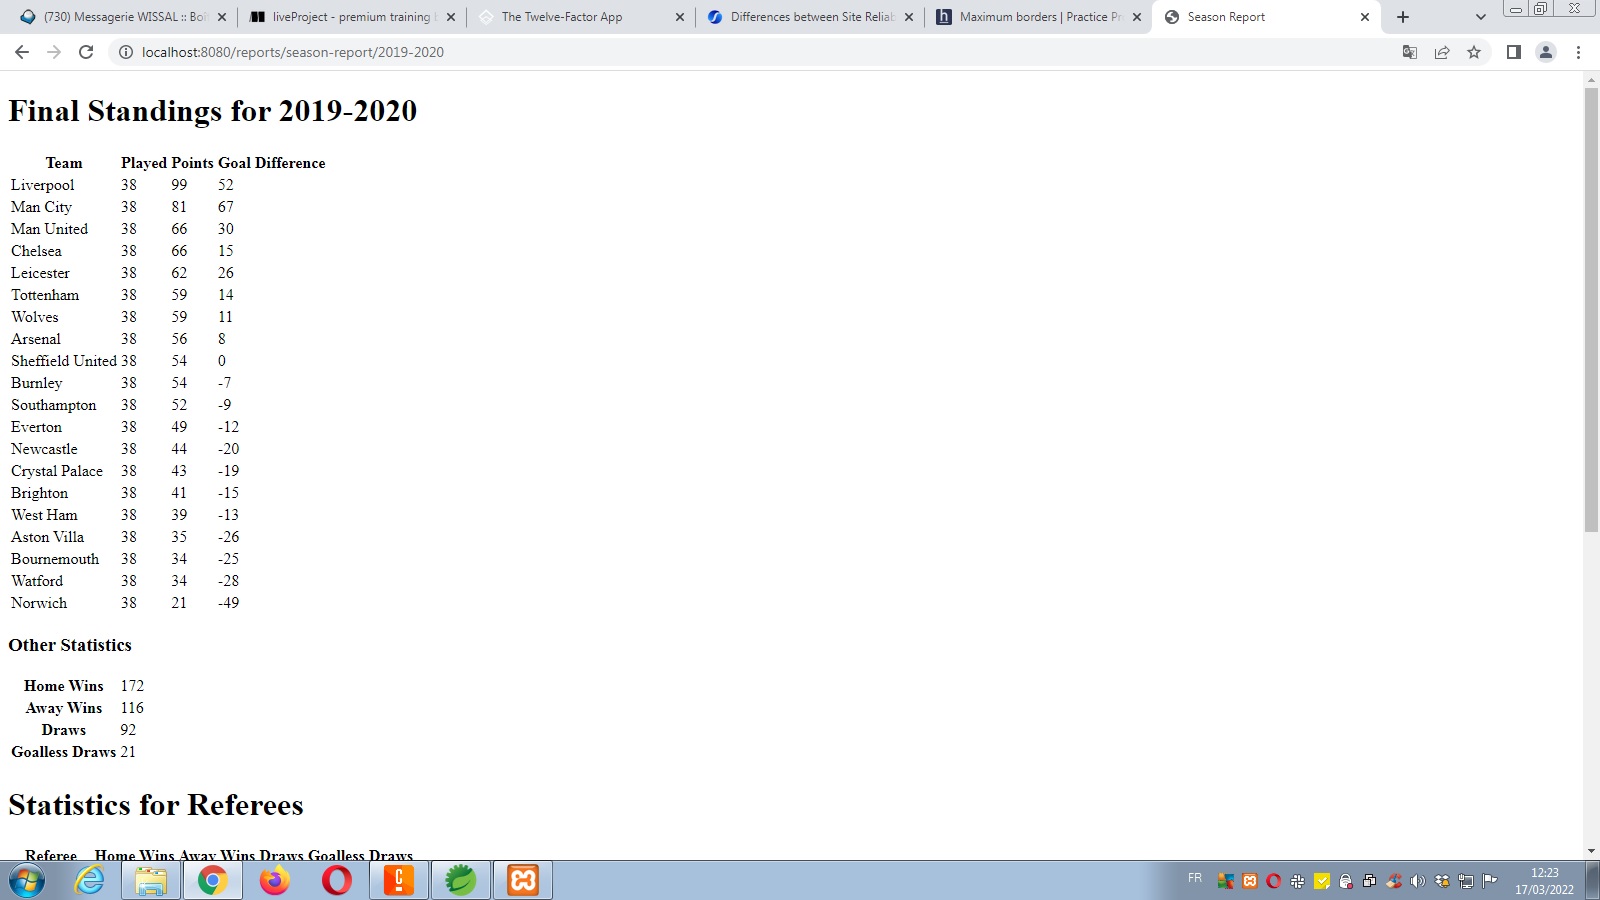 (730) Messagerie WISSAL :: Boî
liveProject - premium training b
The Twelve-Factor App
Differences between Site Reliab
Maximum borders | Practice Pr
Season Report
localhost:8080/reports/season-report/2019-2020
Final Standings for 2019-2020
Team Played Points Goal Difference
Liverpool 38 99 52
Man City 38 81 67
Man United 38 66 30
Chelsea 38 66 15
Leicester 38 62 26
Tottenham 38 59 14
Wolves 38 59 11
Arsenal 38 56 8
Sheffield United 38 54 0
Burnley 38 54 -7
Southampton 38 52 -9
Everton 38 49 -12
Newcastle 38 44 -20
Crystal Palace 38 43 -19
Brighton 38 41 -15
West Ham 38 39 -13
Aston Villa 38 35 -26
Bournemouth 38 34 -25
Watford 38 34 -28
Norwich 38 21 -49
Other Statistics
Home Wins 172
Away Wins 116
Draws 92
Goalless Draws 21
Statistics for Referees
Referee Home Wins Away Wins Draws Goalless Draws
FR
12:23
17/03/2022